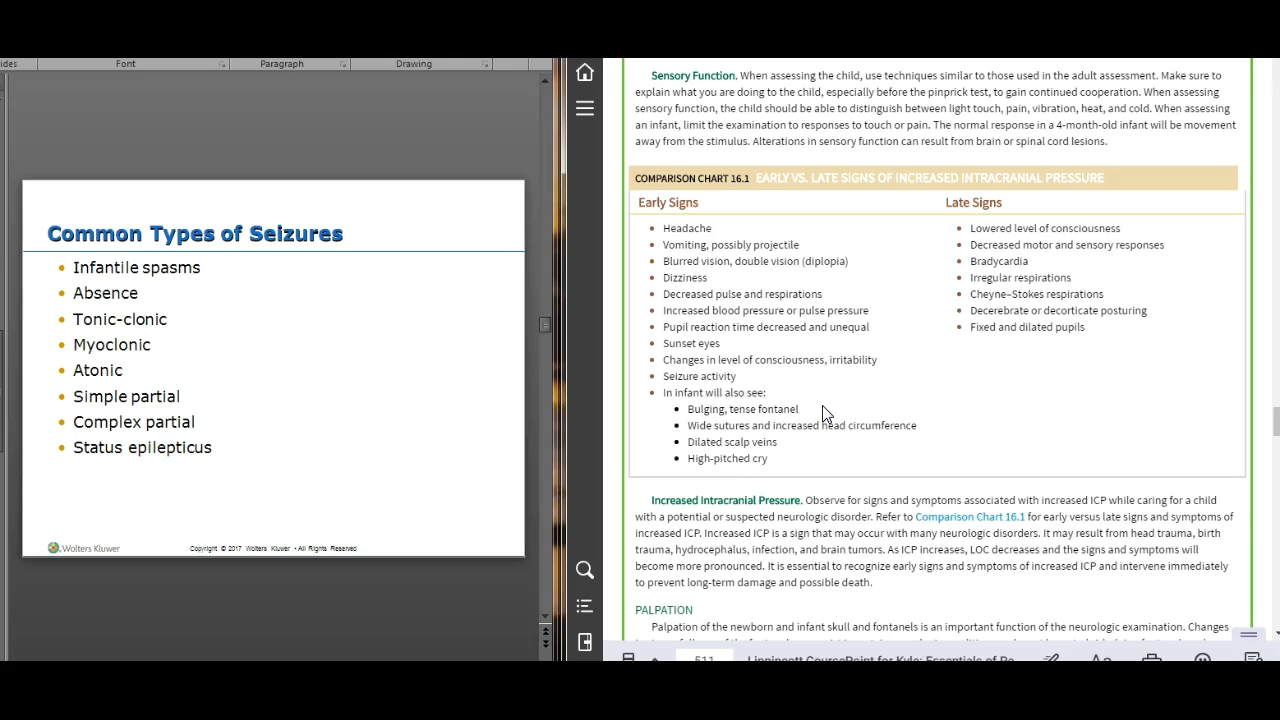 ides
Font
Paragraph
Drawing
Common Types of Seizures
• Infantile spasms
• Absence
• Tonic-clonic
• Myoclonic
• Atonic
• Simple partial
• Complex partial
• Status epilepticus
Wolters Kluwer
Copyright © 2017 Wolters Kluwer • All Rights Reserved
Sensory Function. When assessing the child, use techniques similar to those used in the adult assessment. Make sure to
explain what you are doing to the child, especially before the pinprick test, to gain continued cooperation. When assessing
sensory function, the child should be able to distinguish between light touch, pain, vibration, heat, and cold. When assessing
an infant, limit the examination to responses to touch or pain. The normal response in a 4-month-old infant will be movement
away from the stimulus. Alterations in sensory function can result from brain or spinal cord lesions.
COMPARISON CHART 16.1 EARLY VS. LATE SIGNS OF INCREASED INTRACRANIAL PRESSURE
Early Signs
• Headache
• Vomiting, possibly projectile
• Blurred vision, double vision (diplopia)
• Dizziness
• Decreased pulse and respirations
• Increased blood pressure or pulse pressure
• Pupil reaction time decreased and unequal
• Sunset eyes
• Changes in level of consciousness, irritability
• Seizure activity
• In infant will also see:
• Bulging, tense fontanel
• Wide sutures and increased head circumference
• Dilated scalp veins
• High-pitched cry
Late Signs
• Lowered level of consciousness
• Decreased motor and sensory responses
• Bradycardia
• Irregular respirations
• Cheyne–Stokes respirations
• Decerebrate or decorticate posturing
• Fixed and dilated pupils
Increased Intracranial Pressure. Observe for signs and symptoms associated with increased ICP while caring for a child
with a potential or suspected neurologic disorder. Refer to Comparison Chart 16.1 for early versus late signs and symptoms of
increased ICP. Increased ICP is a sign that may occur with many neurologic disorders. It may result from head trauma, birth
trauma, hydrocephalus, infection, and brain tumors. As ICP increases, LOC decreases and the signs and symptoms will
become more pronounced. It is essential to recognize early signs and symptoms of increased ICP and intervene immediately
to prevent long-term damage and possible death.
PALPATION
Palpation of the newborn and infant skull and fontanels is an important function of the neurologic examination. Changes
511
Lippincott CoursePoint for Kyle: Essentials of Pe